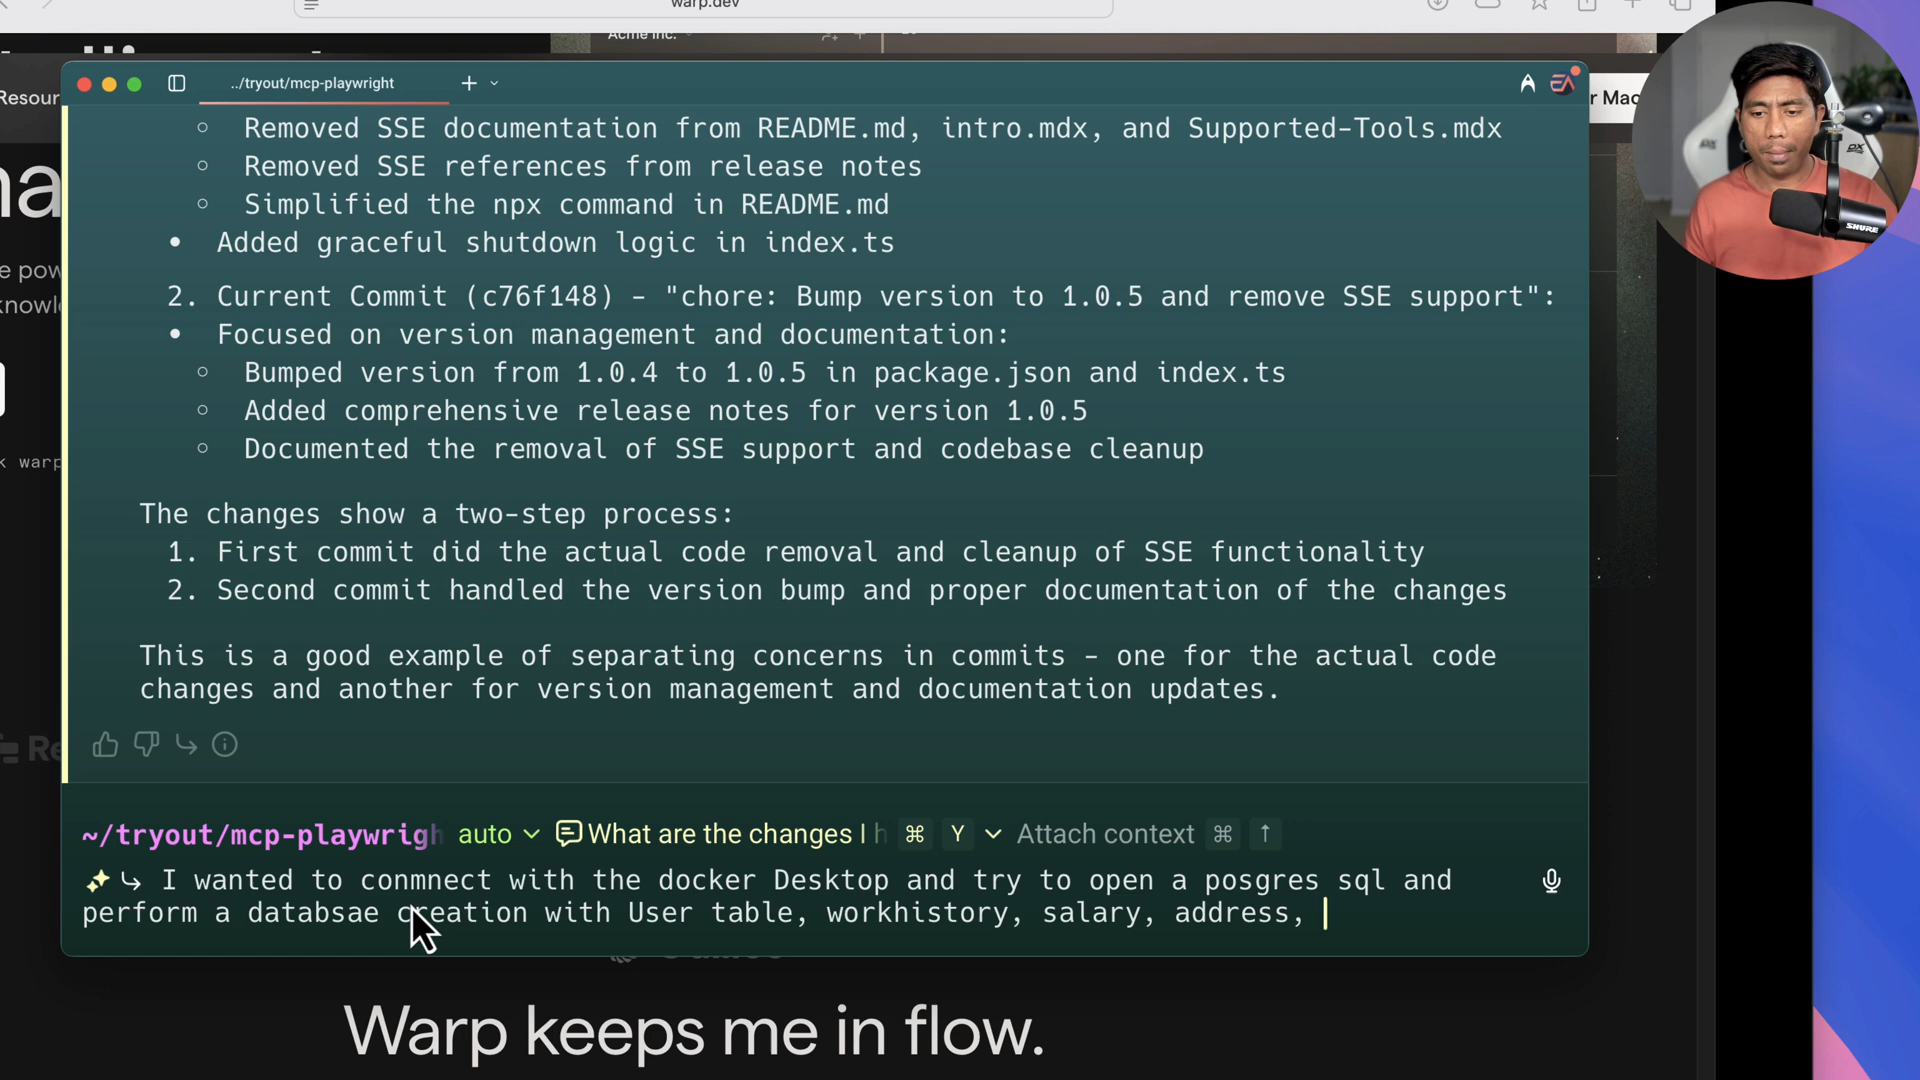 warp.dev
Acme Inc.
../tryout/mcp-playwright
Resour
r Mac
○ Removed SSE documentation from README.md, intro.mdx, and Supported-Tools.mdx
○ Removed SSE references from release notes
○ Simplified the npx command in README.md
• Added graceful shutdown logic in index.ts
2. Current Commit (c76f148) - "chore: Bump version to 1.0.5 and remove SSE support":
• Focused on version management and documentation:
○ Bumped version from 1.0.4 to 1.0.5 in package.json and index.ts
○ Added comprehensive release notes for version 1.0.5
○ Documented the removal of SSE support and codebase cleanup
The changes show a two-step process:
1. First commit did the actual code removal and cleanup of SSE functionality
2. Second commit handled the version bump and proper documentation of the changes
This is a good example of separating concerns in commits - one for the actual code
changes and another for version management and documentation updates.
~/tryout/mcp-playwrigh auto What are the changes I h ⌘ Y Attach context ⌘ ↑
I wanted to conmnect with the docker Desktop and try to open a posgres sql and
perform a databsae creation with User table, workhistory, salary, address,
Warp keeps me in flow.
SHURE
DX